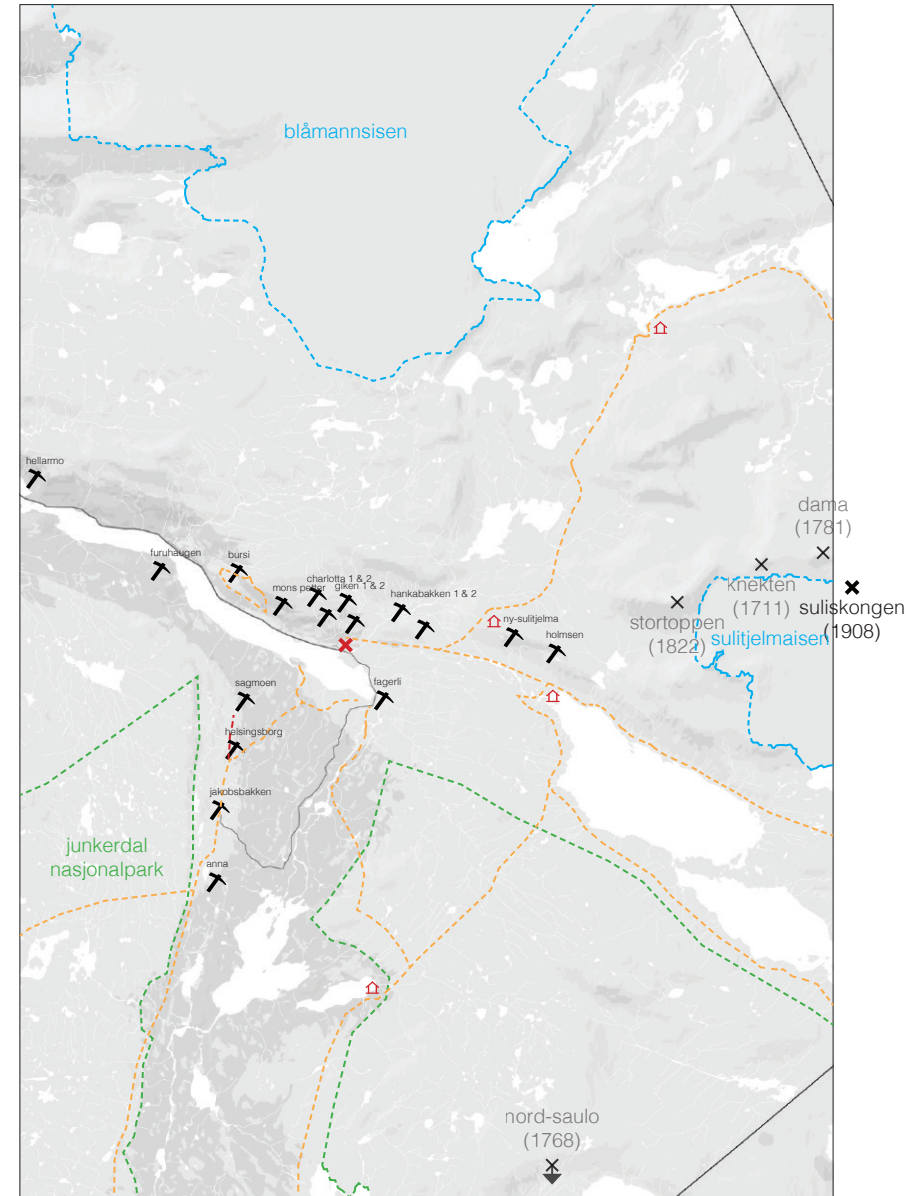 blåmannsisen
hellarmo
dama
(1781)
furuhaugen
bursi
charlotta 1 & 2
giken 1 & 2
mons petter
hankabakken 1 & 2
knekten
(1711)
suliskongen
(1908)
stortoppen
(1822)
sulitjelmaisen
ny-sulitjelma
holmsen
sagmoen
fagerli
helsingsborg
jakobsbakken
junkerdal
nasjonalpark
anna
nord-saulo
(1768)